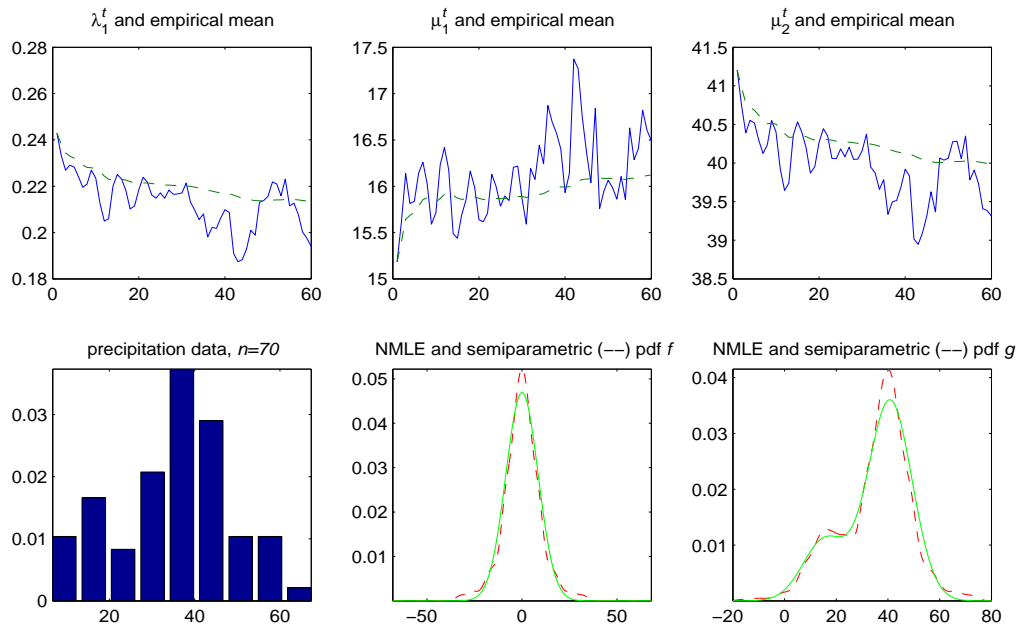 λ₁ᵗ and empirical mean
0.28
0.26
0.24
0.22
0.2
0.18
0 20 40 60
μ₁ᵗ and empirical mean
17.5
17
16.5
16
15.5
15
0 20 40 60
μ₂ᵗ and empirical mean
41.5
41
40.5
40
39.5
39
38.5
0 20 40 60
precipitation data, n=70
0.03
0.02
0.01
0
20 40 60
NMLE and semiparametric (−−) pdf f
0.05
0.04
0.03
0.02
0.01
−50 0 50
NMLE and semiparametric (−−) pdf g
0.04
0.03
0.02
0.01
−20 0 20 40 60 80